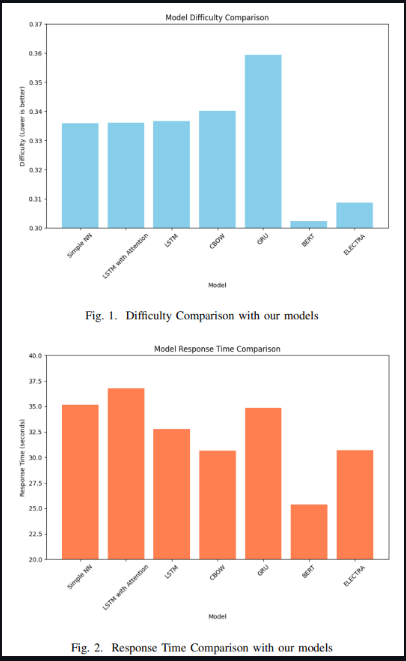 Model Difficulty Comparison
0.37
0.36
0.35
0.34
0.33
0.32
0.31
0.30
Difficulty (Lower is better)
Simple NN
LSTM with Attention
LSTM
CBOW
GRU
BERT
ELECTRA
Model
Fig. 1. Difficulty Comparison with our models
Model Response Time Comparison
40.0
37.5
35.0
32.5
30.0
27.5
25.0
22.5
20.0
Response Time (seconds)
Simple NN
LSTM with Attention
LSTM
CBOW
GRU
BERT
ELECTRA
Model
Fig. 2. Response Time Comparison with our models